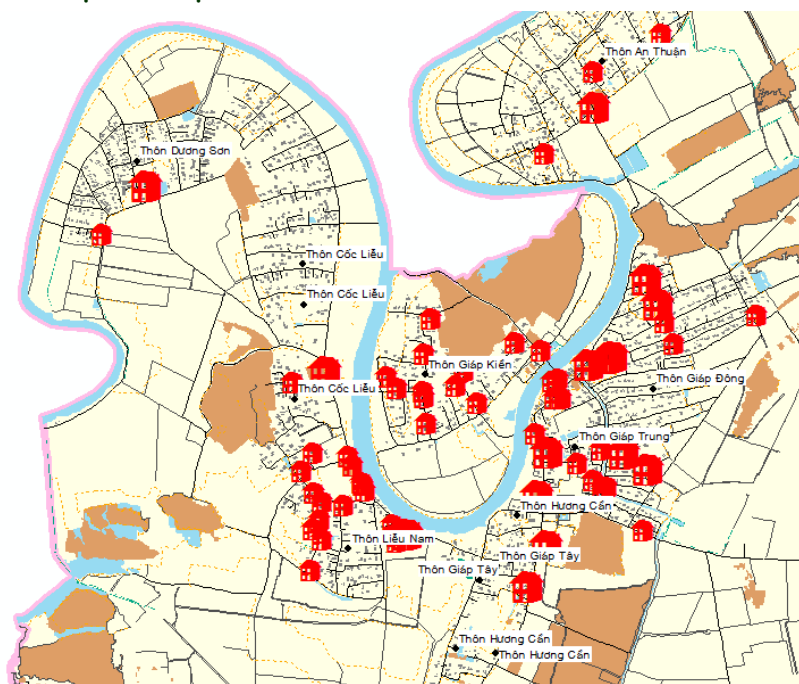 Thôn An Thuận
Thôn Dương Sơn
Thôn Cốc Liễu
Thôn Cốc Liễu
Thôn Giáp Kiền
Thôn Cốc Liễu
Thôn Giáp Đông
Thôn Giáp Trung
Thôn Hương Cần
Thôn Liễu Nam
Thôn Giáp Tây
Thôn Giáp Tây
Thôn Hương Cần
Thôn Hương Cần